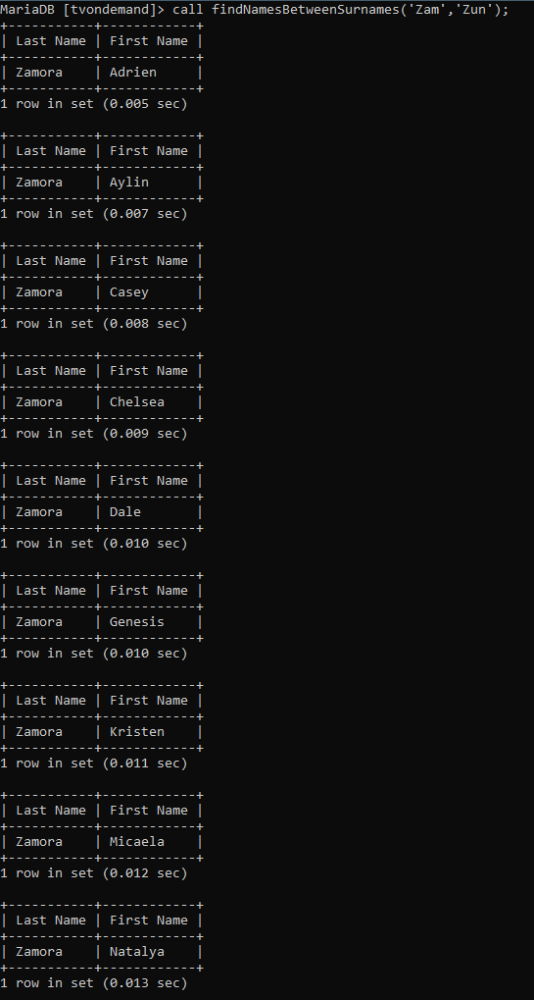 MariaDB [tvondemand]> call findNamesBetweenSurnames('Zam','Zun');
+-----------+------------+
| Last Name | First Name |
+-----------+------------+
| Zamora    | Adrien     |
+-----------+------------+
1 row in set (0.005 sec)

+-----------+------------+
| Last Name | First Name |
+-----------+------------+
| Zamora    | Aylin      |
+-----------+------------+
1 row in set (0.007 sec)

+-----------+------------+
| Last Name | First Name |
+-----------+------------+
| Zamora    | Casey      |
+-----------+------------+
1 row in set (0.008 sec)

+-----------+------------+
| Last Name | First Name |
+-----------+------------+
| Zamora    | Chelsea    |
+-----------+------------+
1 row in set (0.009 sec)

+-----------+------------+
| Last Name | First Name |
+-----------+------------+
| Zamora    | Dale       |
+-----------+------------+
1 row in set (0.010 sec)

+-----------+------------+
| Last Name | First Name |
+-----------+------------+
| Zamora    | Genesis    |
+-----------+------------+
1 row in set (0.010 sec)

+-----------+------------+
| Last Name | First Name |
+-----------+------------+
| Zamora    | Kristen    |
+-----------+------------+
1 row in set (0.011 sec)

+-----------+------------+
| Last Name | First Name |
+-----------+------------+
| Zamora    | Micaela    |
+-----------+------------+
1 row in set (0.012 sec)

+-----------+------------+
| Last Name | First Name |
+-----------+------------+
| Zamora    | Natalya    |
+-----------+------------+
1 row in set (0.013 sec)